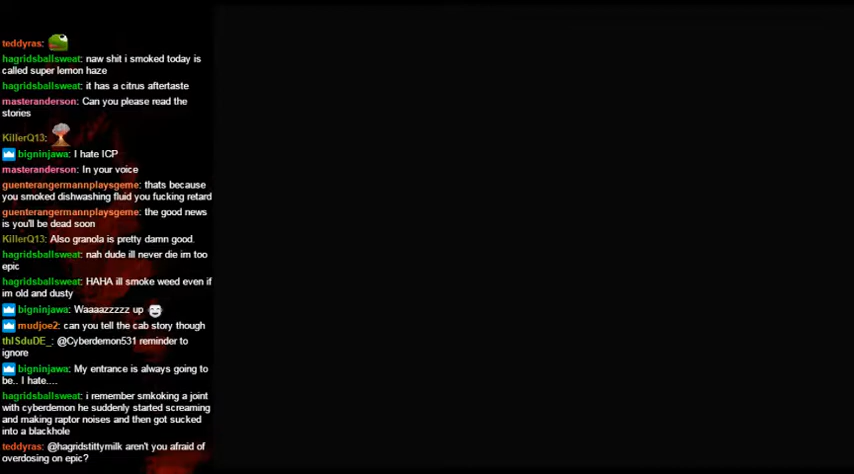 teddyras:
hagridsballsweat: naw shit i smoked today is
called super lemon haze
hagridsballsweat: it has a citrus aftertaste
masteranderson: Can you please read the
stories
KillerQ13:
bigninjawa: I hate ICP
masteranderson: In your voice
guenterangermannplaysgeme: thats because
you smoked dishwashing fluid you fucking retard
guenterangermannplaysgeme: the good news
is you'll be dead soon
KillerQ13: Also granola is pretty damn good.
hagridsballsweat: nah dude ill never die im too
epic
hagridsballsweat: HAHA ill smoke weed even if
im old and dusty
bigninjawa: Waaaazzzzz up
mudjoe2: can you tell the cab story though
thISduDE_: @Cyberdemon531 reminder to
ignore
bigninjawa: My entrance is always going to
be.. I hate....
hagridsballsweat: i remember smkoking a joint
with cyberdemon he suddenly started screaming
and making raptor noises and then got sucked
into a blackhole
teddyras: @hagridstittymilk aren't you afraid of
overdosing on epic?